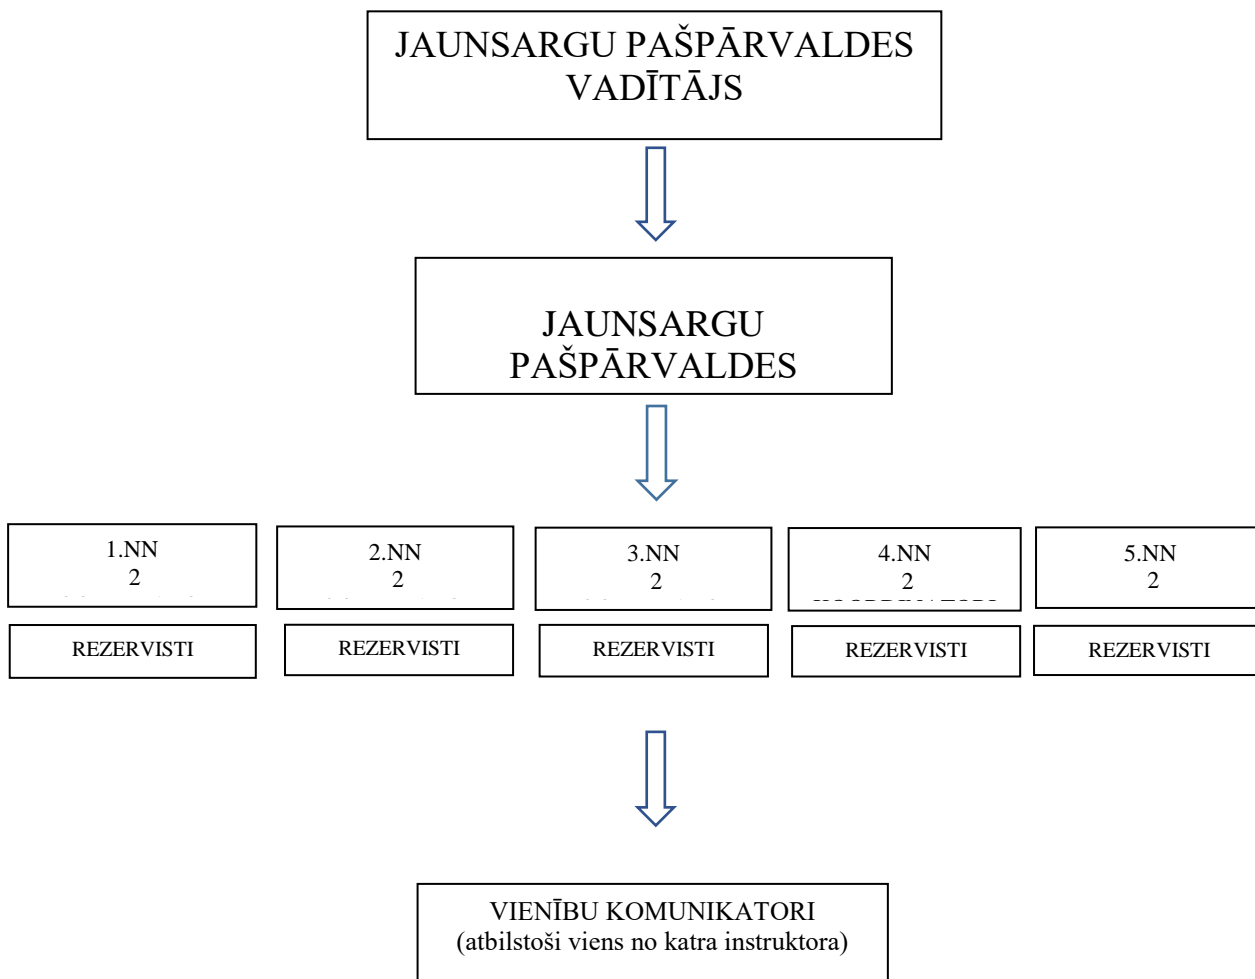 JAUNSARGU PAŠPĀRVALDES
VADĪTĀJS
JAUNSARGU
PAŠPĀRVALDES
1.NN
2
2.NN
2
3.NN
2
4.NN
2
5.NN
2
REZERVISTI
REZERVISTI
REZERVISTI
REZERVISTI
REZERVISTI
VIENĪBU KOMUNIKATORI
(atbilstoši viens no katra instruktora)